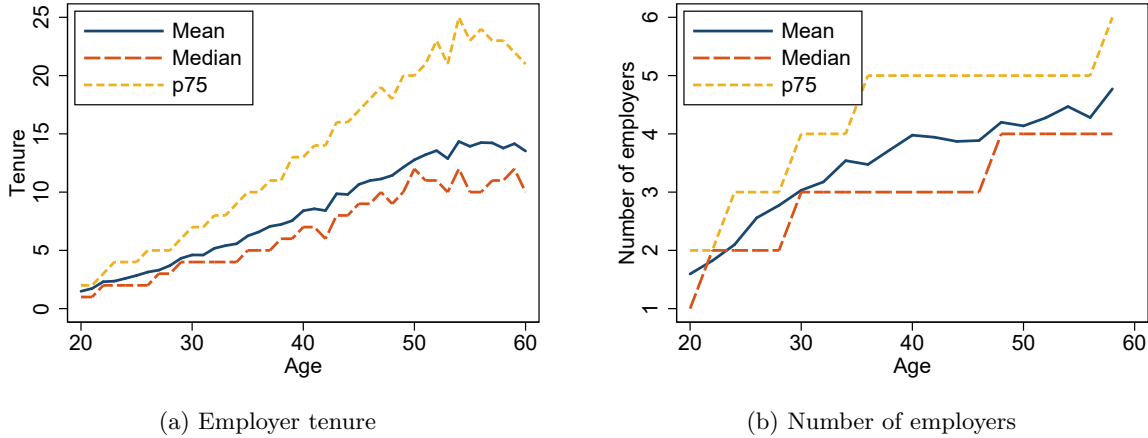 Mean
Median
p75
Tenure
25
20
15
10
5
0
20
30
40
50
60
Age
(a) Employer tenure
Mean
Median
p75
Number of employers
6
5
4
3
2
1
20
30
40
50
60
Age
(b) Number of employers